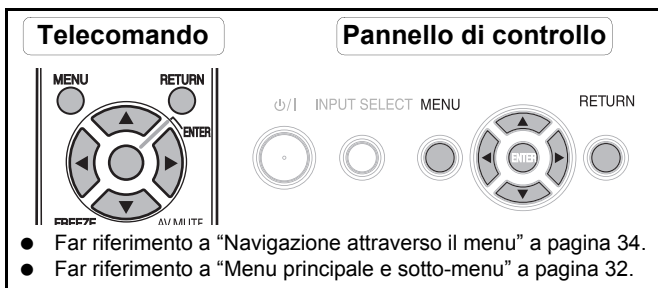 Telecomando
Pannello di controllo
MENU RETURN
ENTER
FREEZE AV MUTE
⏻/I INPUT SELECT MENU RETURN
ENTER
● Far riferimento a “Navigazione attraverso il menu” a pagina 34.
● Far riferimento a “Menu principale e sotto-menu” a pagina 32.